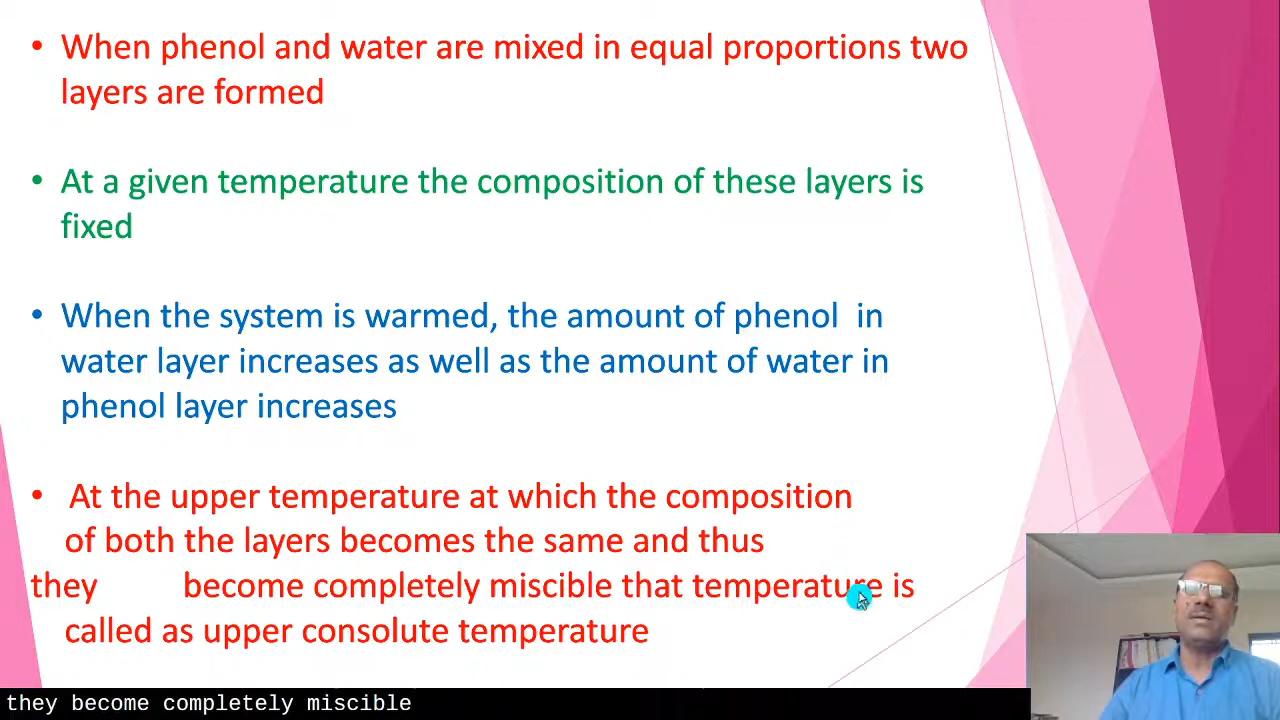 • When phenol and water are mixed in equal proportions two
layers are formed
• At a given temperature the composition of these layers is
fixed
• When the system is warmed, the amount of phenol in
water layer increases as well as the amount of water in
phenol layer increases
• At the upper temperature at which the composition
of both the layers becomes the same and thus
they become completely miscible that temperature is
called as upper consolute temperature
they become completely miscible